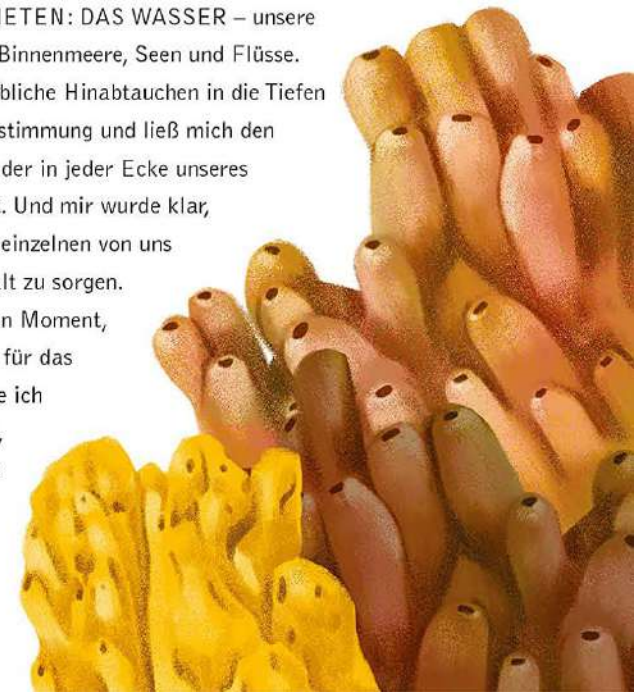 IETEN: DAS WASSER – unsere
Binnenmeere, Seen und Flüsse.
bliche Hinabtauchen in die Tiefen
stimmung und ließ mich den
der in jeder Ecke unseres
. Und mir wurde klar,
einzelnen von uns
lt zu sorgen.
n Moment,
für das
e ich